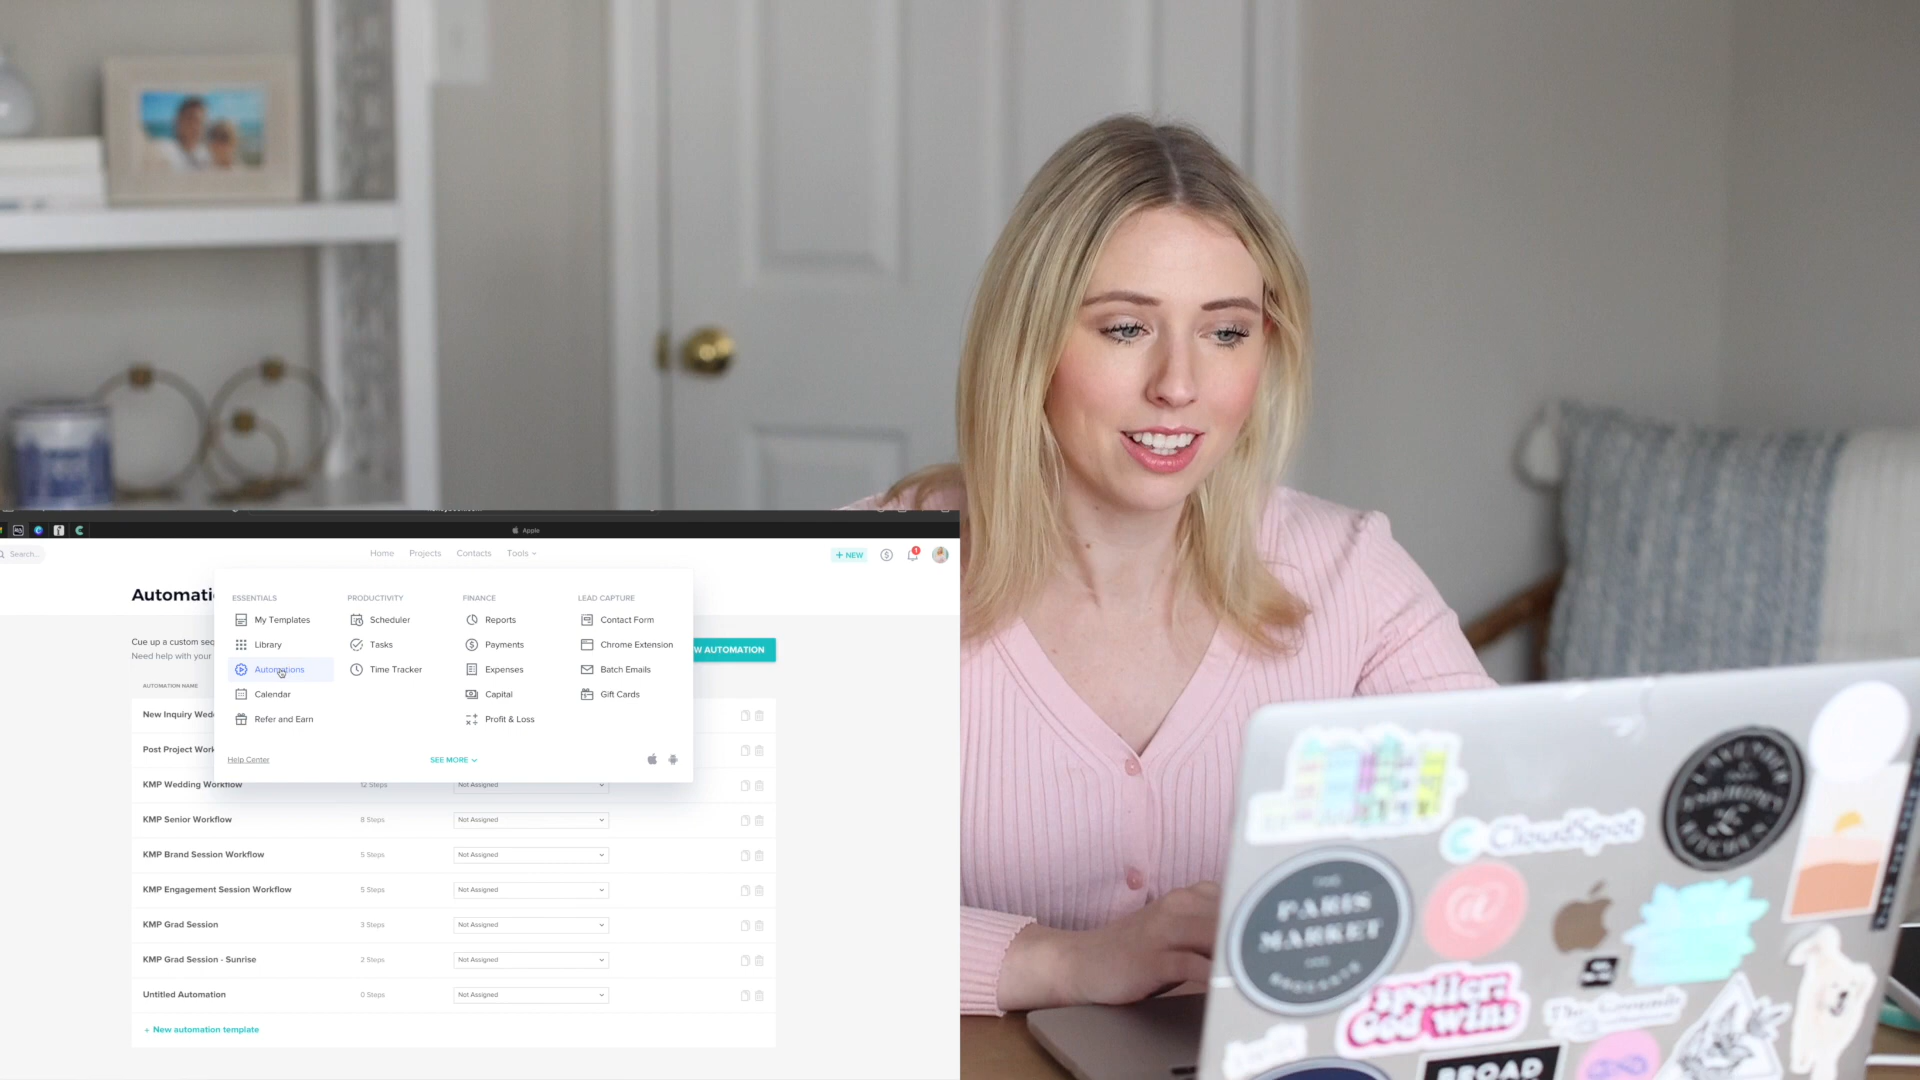 Apple
Search...
Home
Projects
Contacts
Tools
+ NEW
1
Automati
ESSENTIALS
My Templates
Library
Automations
Calendar
Refer and Earn
PRODUCTIVITY
Scheduler
Tasks
Time Tracker
FINANCE
Reports
Payments
Expenses
Capital
Profit & Loss
LEAD CAPTURE
Contact Form
Chrome Extension
Batch Emails
Gift Cards
Help Center
SEE MORE
Cue up a custom seq
Need help with your
W AUTOMATION
AUTOMATION NAME
New Inquiry Wed
Post Project Work
KMP Wedding Workflow 12 Steps Not Assigned
KMP Senior Workflow 8 Steps Not Assigned
KMP Brand Session Workflow 5 Steps Not Assigned
KMP Engagement Session Workflow 5 Steps Not Assigned
KMP Grad Session 3 Steps Not Assigned
KMP Grad Session - Sunrise 2 Steps Not Assigned
Untitled Automation 0 Steps Not Assigned
+ New automation template
CloudSpot
PARIS
MARKET
spoiler:
God wins
BROAD